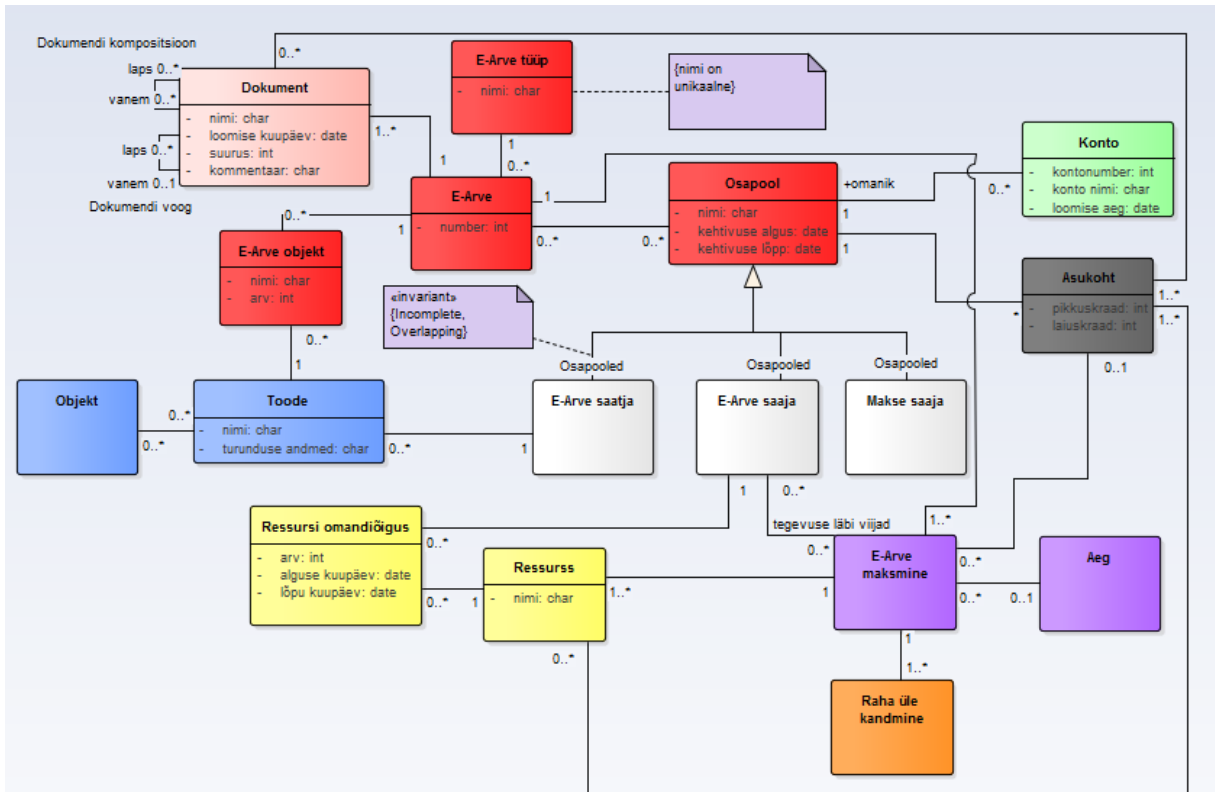 Dokumendi kompositsioon
0..*
laps 0..*
vanem 0..*
Dokument
- nimi: char
- loomise kuupäev: date
- suurus: int
- kommentaar: char
laps 0..*
vanem 0..1
Dokumendi voog
1..*
1
E-Arve tüüp
- nimi: char
{nimi on
unikaalne}
1
0..*
E-Arve
- number: int
1
0..*
1
0..*
0..*
Osapool
- nimi: char
- kehtivuse algus: date
- kehtivuse lõpp: date
+omanik
1
0..*
1
*
Konto
- kontonumber: int
- konto nimi: char
- loomise aeg: date
Asukoht
- pikkuskraad: int
- laiuskraad: int
1..*
1..*
0..1
E-Arve objekt
- nimi: char
- arv: int
0..*
1
«invariant»
{Incomplete,
Overlapping}
Osapooled
Osapooled
Osapooled
Objekt
0..*
0..*
Toode
- nimi: char
- turunduse andmed: char
0..*
1
E-Arve saatja
E-Arve saaja
Makse saaja
1
0..*
tegevuse läbi viijad
0..*
1..*
Ressursi omandiõigus
- arv: int
- alguse kuupäev: date
- lõpu kuupäev: date
0..*
0..*
1
Ressurss
- nimi: char
1..*
1
0..*
E-Arve
maksmine
0..*
0..*
0..1
Aeg
1
1..*
Raha üle
kandmine